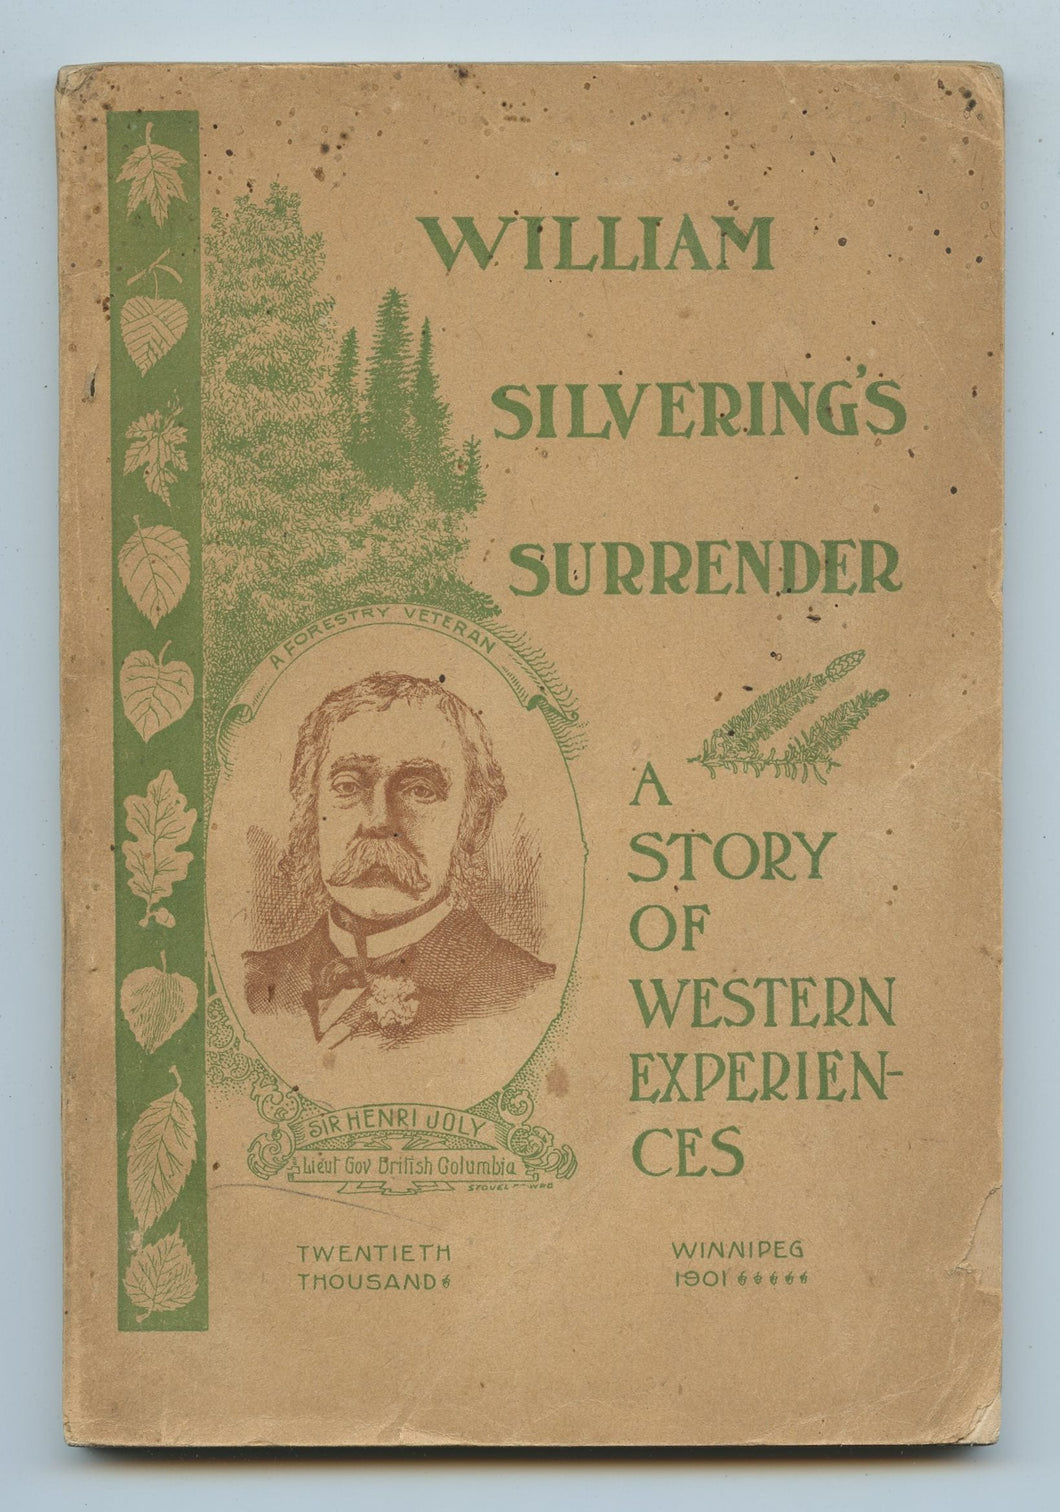 WILLIAM
SILVERING'S
SURRENDER
A FORESTRY VETERAN
A
STORY
OF
WESTERN
EXPERIEN-
CES
SIR HENRI JOLY
Lieut Gov British Columbia
STOVEL
TWENTIETH
THOUSAND
WINNIPEG
1901